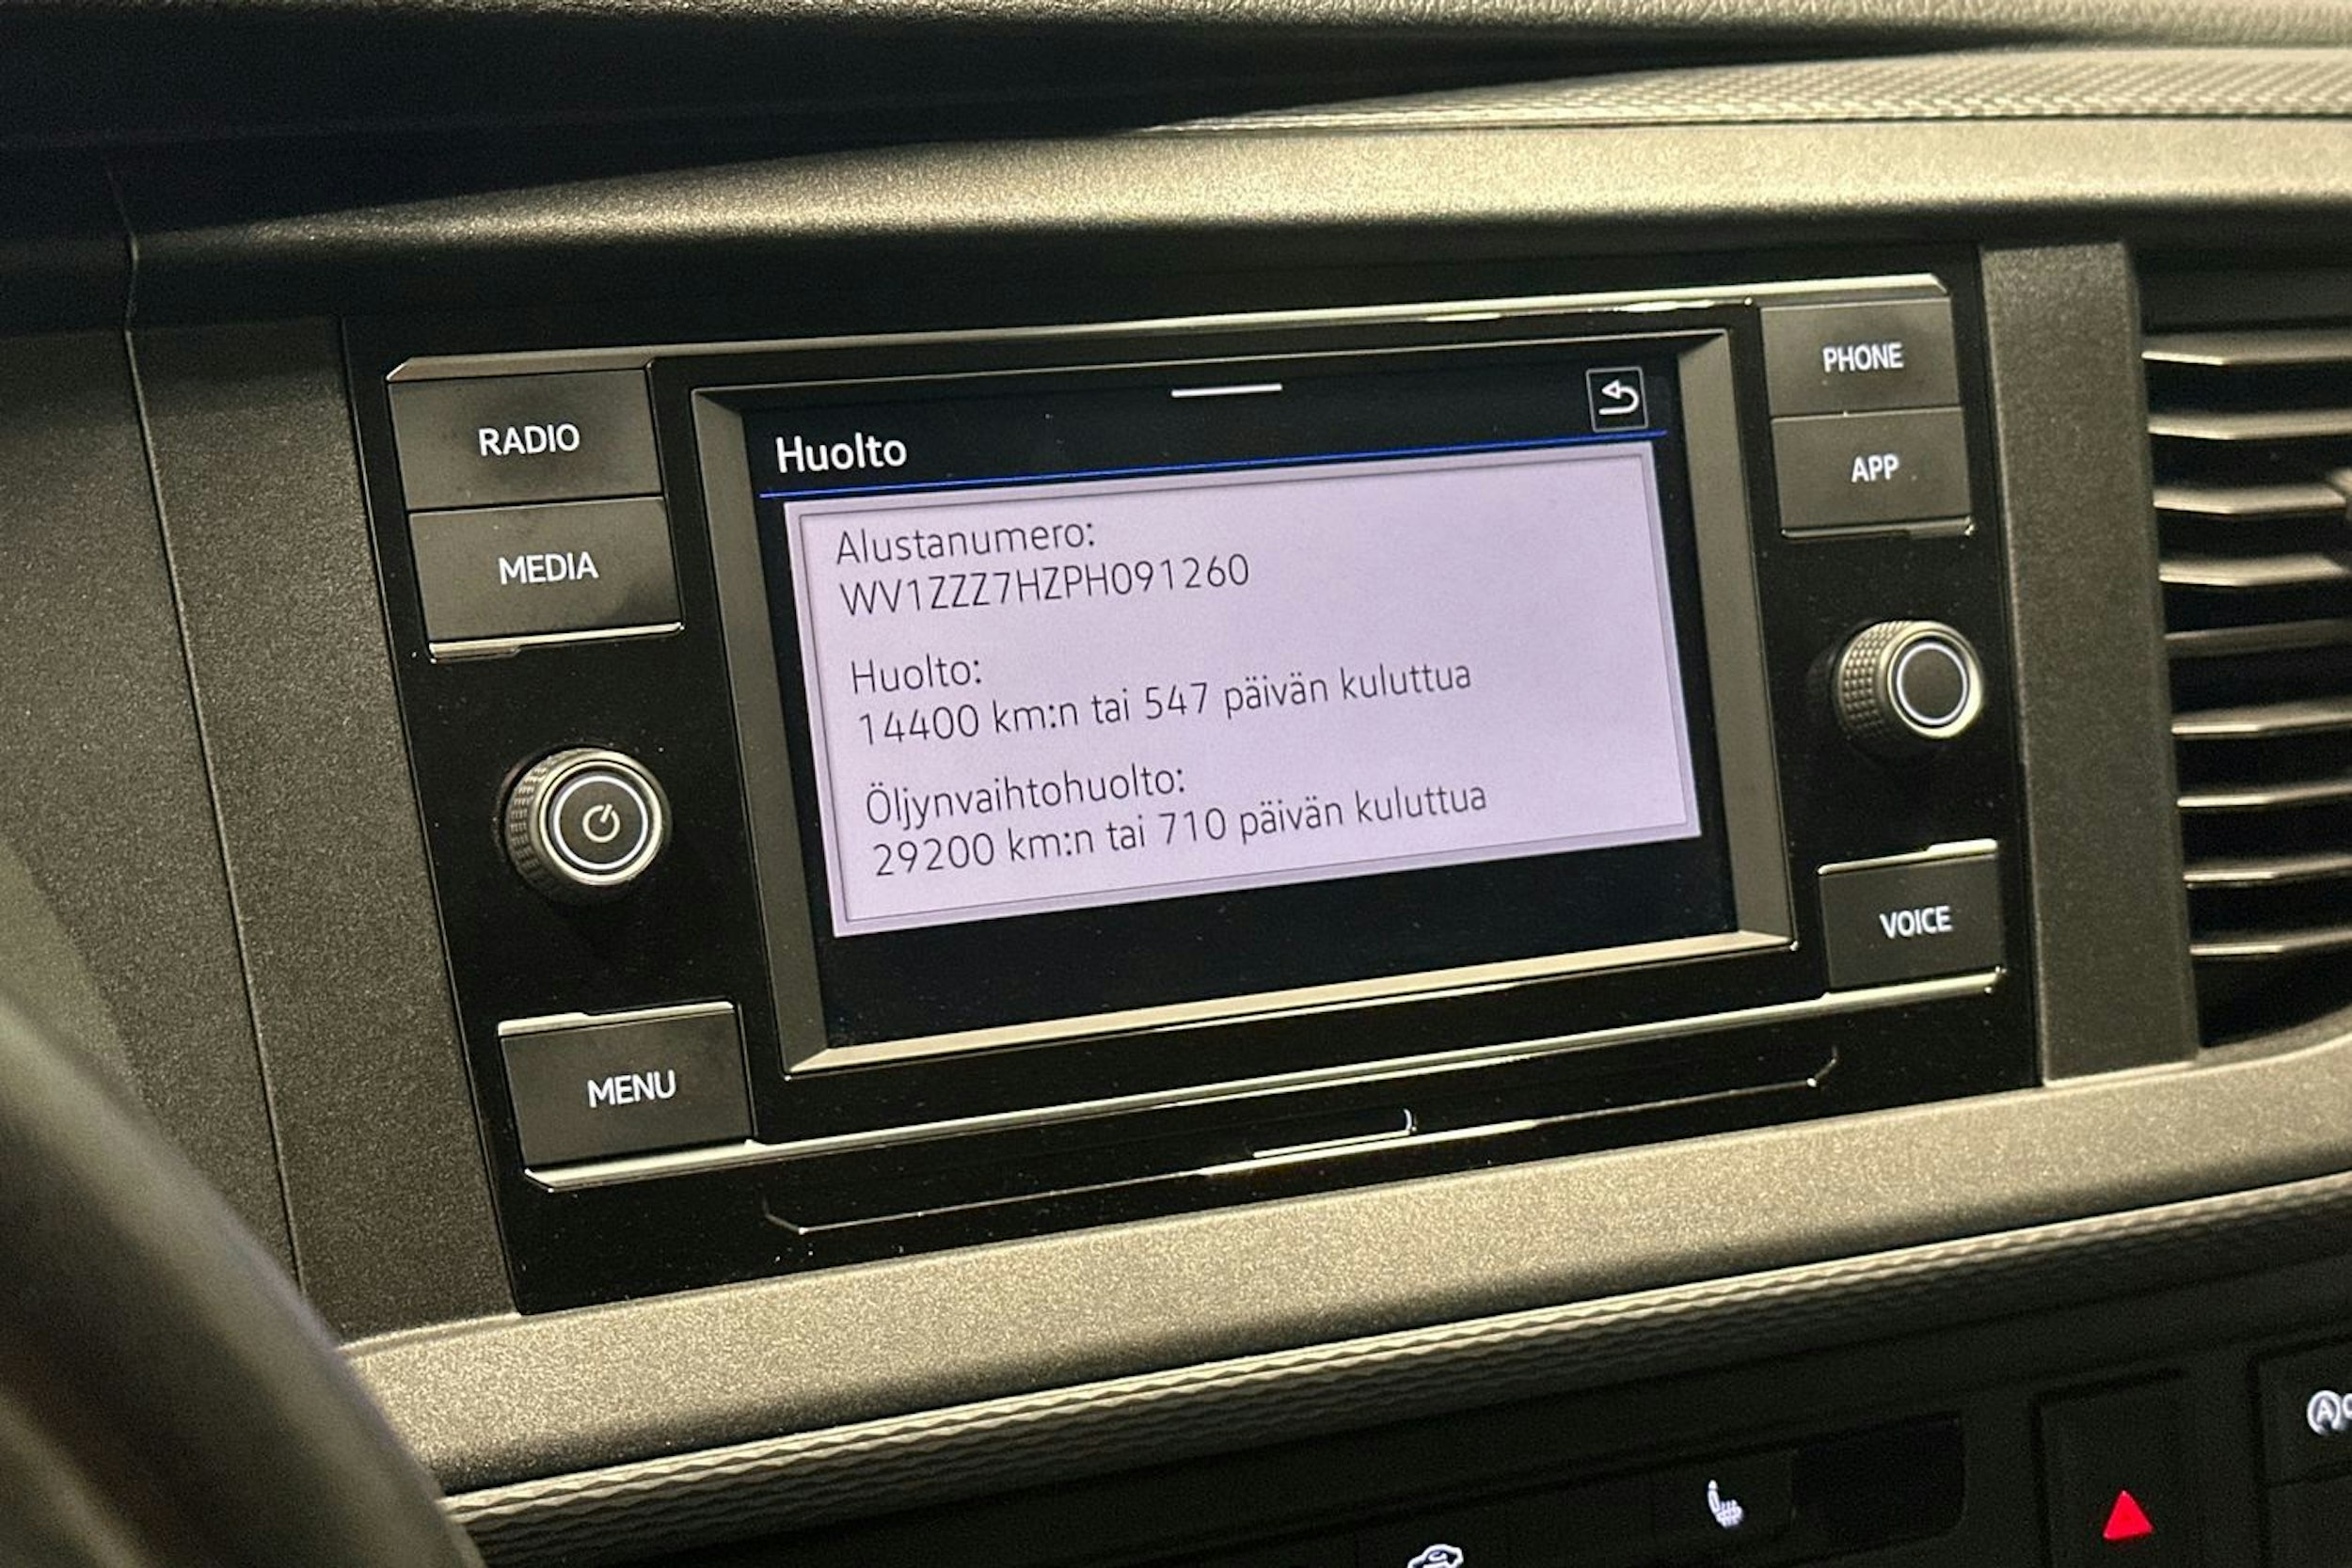 RADIO
MEDIA
MENU
Huolto
Alustanumero:
WV1ZZZ7HZPH091260
Huolto:
14400 km:n tai 547 päivän kuluttua
Öljynvaihtohuolto:
29200 km:n tai 710 päivän kuluttua
PHONE
APP
VOICE